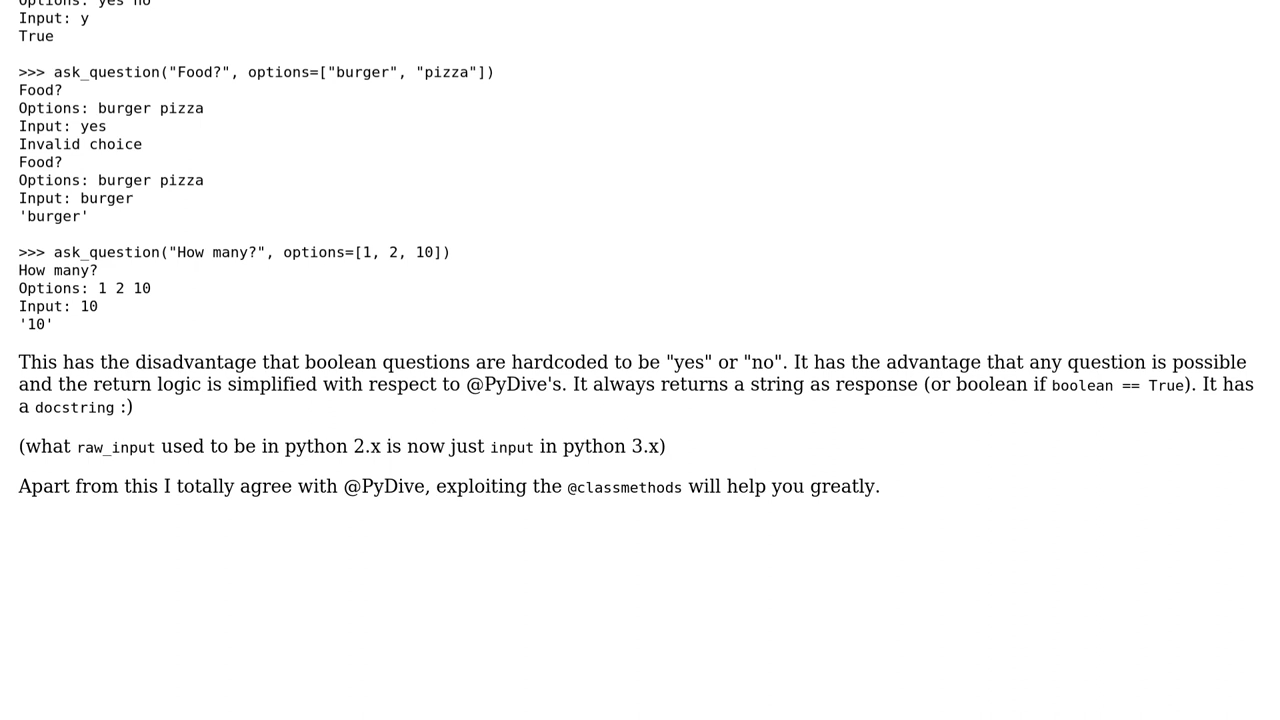 Options: yes no
Input: y
True
>>> ask_question("Food?", options=["burger", "pizza"])
Food?
Options: burger pizza
Input: yes
Invalid choice
Food?
Options: burger pizza
Input: burger
'burger'
>>> ask_question("How many?", options=[1, 2, 10])
How many?
Options: 1 2 10
Input: 10
'10'
This has the disadvantage that boolean questions are hardcoded to be "yes" or "no". It has the advantage that any question is possible
and the return logic is simplified with respect to @PyDive's. It always returns a string as response (or boolean if boolean == True). It has
a docstring :)
(what raw_input used to be in python 2.x is now just input in python 3.x)
Apart from this I totally agree with @PyDive, exploiting the @classmethods will help you greatly.